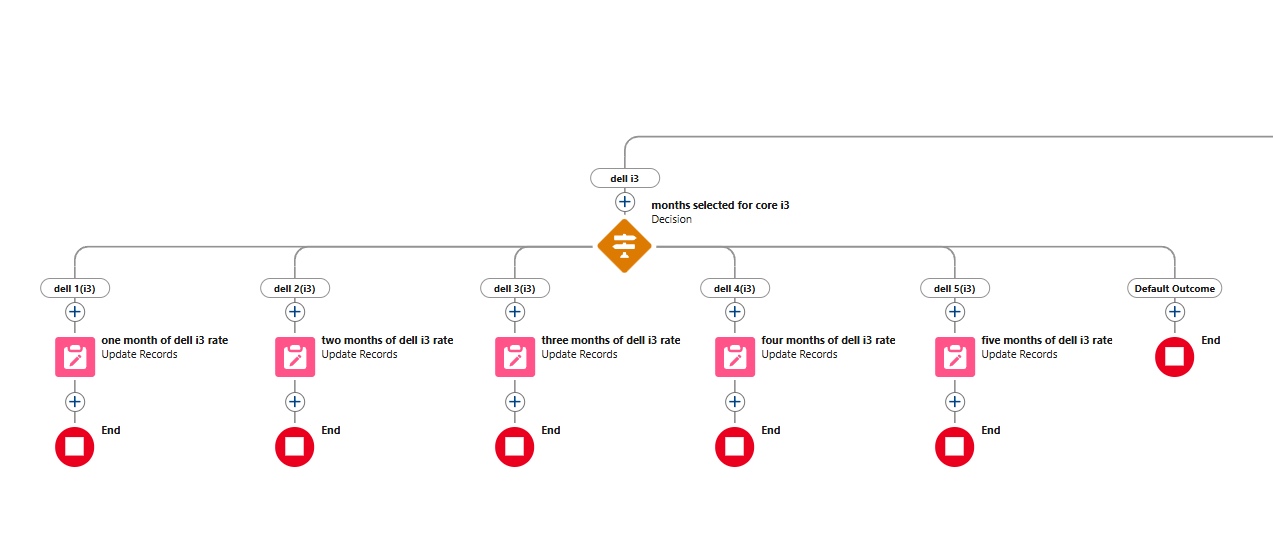 dell i3
months selected for core i3
Decision
dell 1(i3)
dell 2(i3)
dell 3(i3)
dell 4(i3)
dell 5(i3)
Default Outcome
one month of dell i3 rate
Update Records
two months of dell i3 rate
Update Records
three months of dell i3 rate
Update Records
four months of dell i3 rate
Update Records
five months of dell i3 rate
Update Records
End
End
End
End
End
End